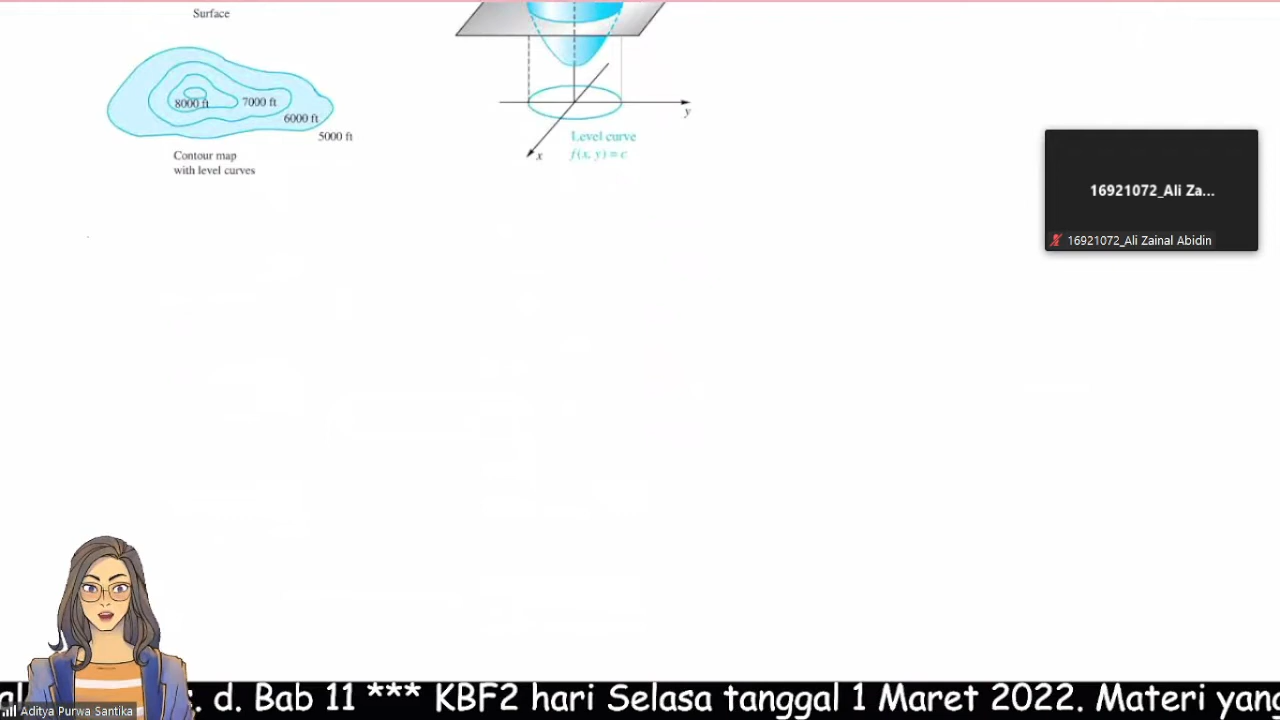 Surface
8000 ft
7000 ft
6000 ft
5000 ft
Contour map
with level curves
y
x
Level curve
f(x, y) = c
16921072_Ali Za...
16921072_Ali Zainal Abidin
. d. Bab 11 *** KBF2 hari Selasa tanggal 1 Maret 2022. Materi yang
Aditya Purwa Santika